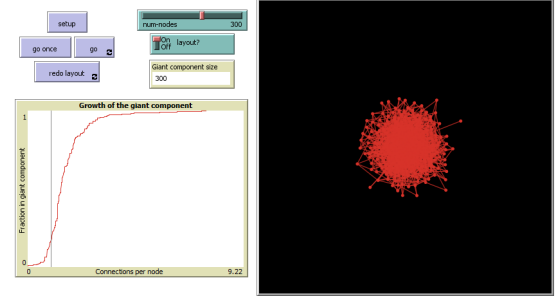 setup
go once
go
redo layout
num-nodes 300
On
Off
layout?
Giant component size
300
Growth of the giant component
1
Fraction in giant component
0
0
Connections per node
9.22